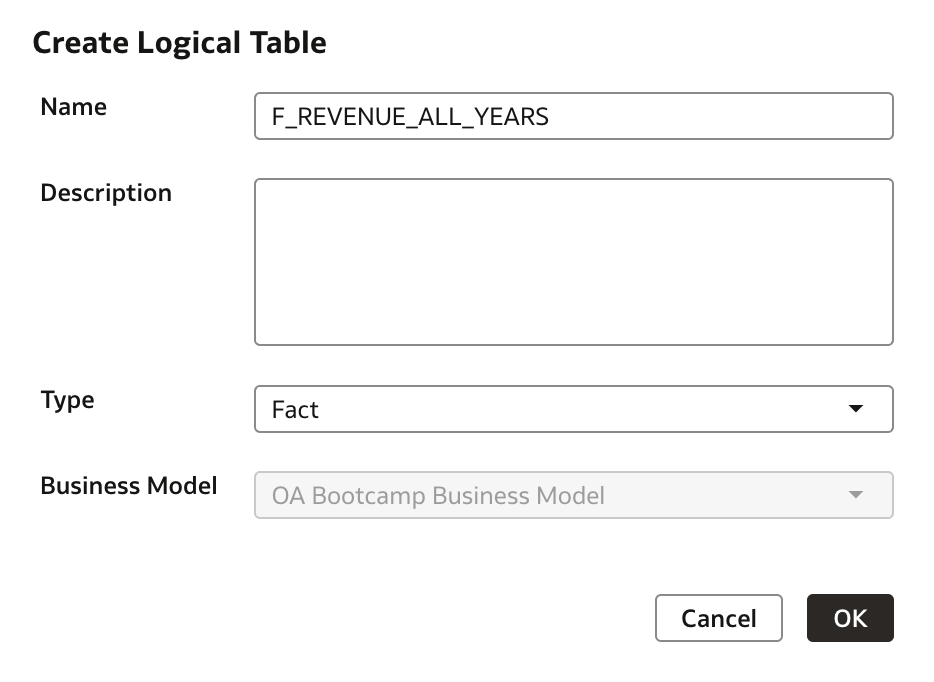 Create Logical Table
Name
F_REVENUE_ALL_YEARS
Description
Type
Fact
Business Model
OA Bootcamp Business Model
Cancel
OK